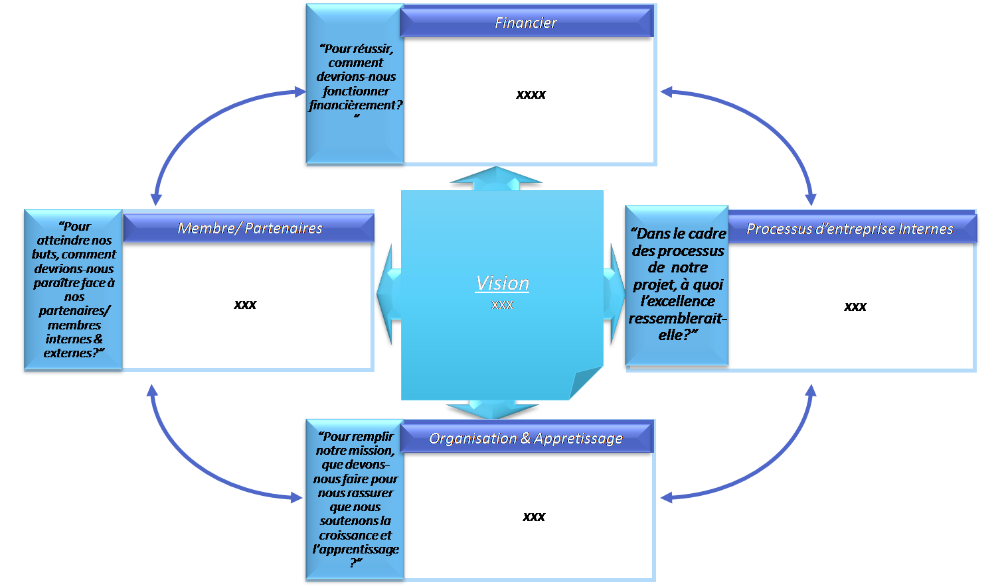 Financier
“Pour réussir,
comment
devrions-nous
fonctionner
financièrement?
”
xxxx
Membre/ Partenaires
“Pour
atteindre nos
buts, comment
devrions-nous
paraître face à
nos
partenaires/
membres
internes &
externes?”
xxx
Vision
xxx
Processus d’entreprise Internes
“Dans le cadre
des processus
de notre
projet, à quoi
l’excellence
ressemblerait-
elle?”
xxx
Organisation & Appretissage
“Pour remplir
notre mission,
que devons-
nous faire pour
nous rassurer
que nous
soutenons la
croissance et
l’apprentissage
?”
xxx